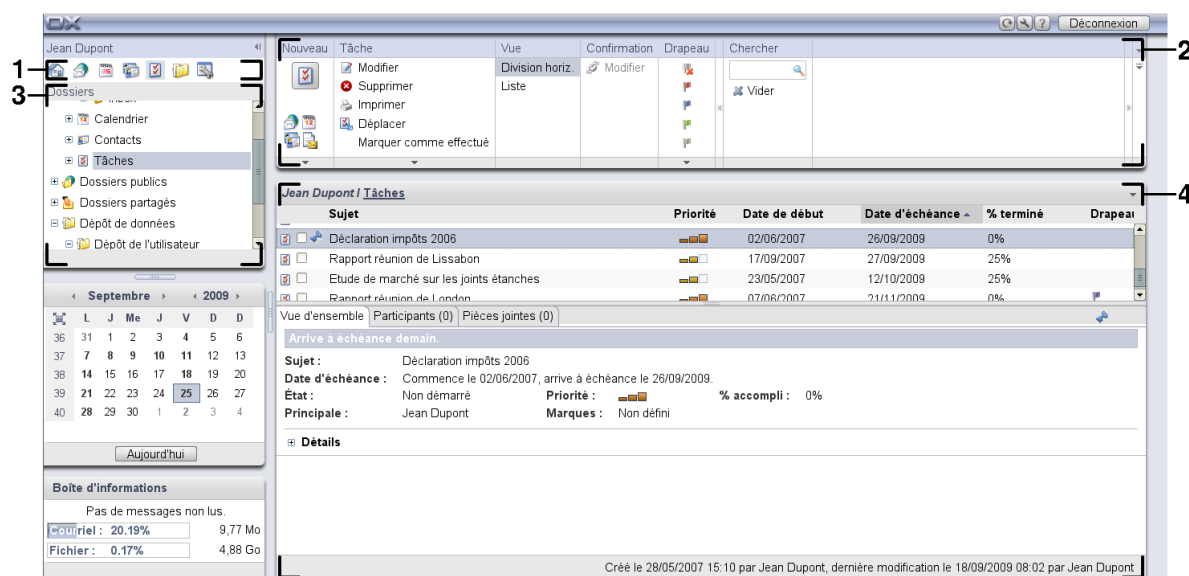 OX Déconnexion
Jean Dupont
1
3
2
4
Nouveau Tâche Vue Confirmation Drapeau Chercher
Modifier Division horiz. Modifier
Supprimer Liste
Imprimer Vider
Déplacer
Marquer comme effectué
Dossiers
Inbox
Calendrier
Contacts
Tâches
Dossiers publics
Dossiers partagés
Dépôt de données
Dépôt de l'utilisateur
Septembre 2009
L J Me J V D D
36 31 1 2 3 4 5 6
37 7 8 9 10 11 12 13
38 14 15 16 17 18 19 20
39 21 22 23 24 25 26 27
40 28 29 30 1 2 3 4
Aujourd'hui
Boîte d'informations
Pas de messages non lus.
Courriel : 20.19% 9,77 Mo
Fichier : 0.17% 4,88 Go
Jean Dupont / Tâches
Sujet Priorité Date de début Date d'échéance % terminé Drapeau
Déclaration impôts 2006 02/06/2007 26/09/2009 0%
Rapport réunion de Lissabon 17/09/2007 27/09/2009 25%
Etude de marché sur les joints étanches 23/05/2007 12/10/2009 25%
Rapport réunion de London 07/06/2007 21/11/2009 0%
Vue d'ensemble Participants (0) Pièces jointes (0)
Arrive à échéance demain.
Sujet : Déclaration impôts 2006
Date d'échéance : Commence le 02/06/2007, arrive à échéance le 26/09/2009.
État : Non démarré Priorité : % accompli : 0%
Principale : Jean Dupont Marques : Non défini
Détails
Créé le 28/05/2007 15:10 par Jean Dupont, dernière modification le 18/09/2009 08:02 par Jean Dupont